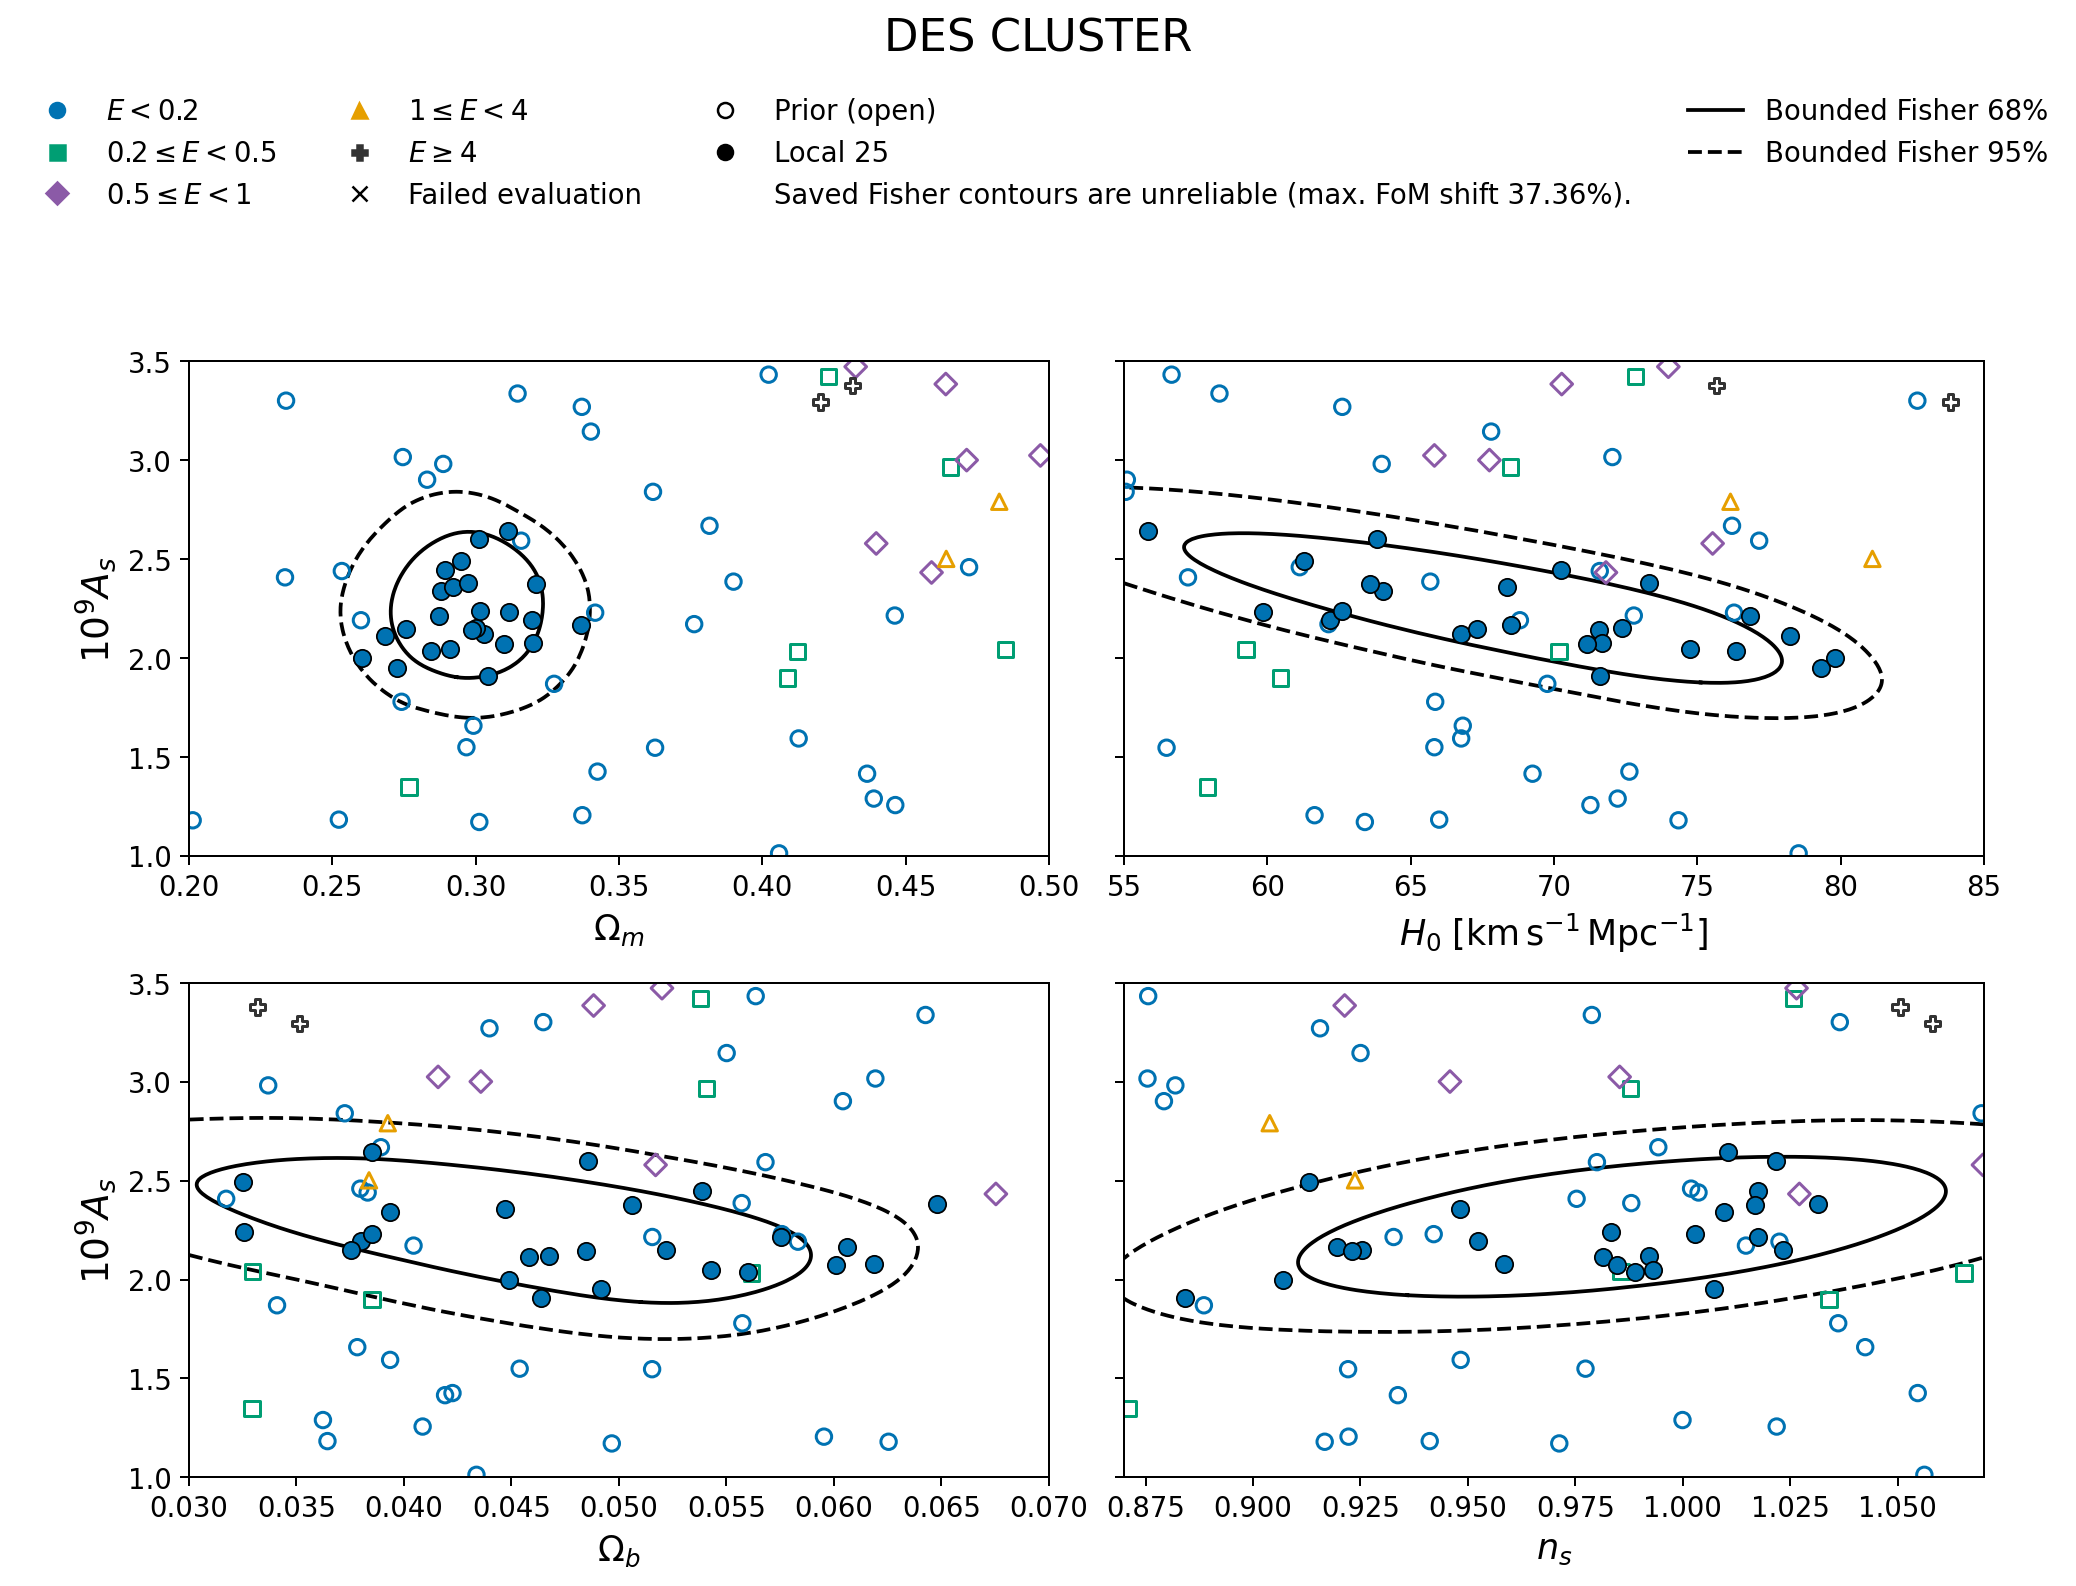 DES CLUSTER
E < 0.2
0.2 ≤ E < 0.5
0.5 ≤ E < 1
1 ≤ E < 4
E ≥ 4
Failed evaluation
Prior (open)
Local 25
Saved Fisher contours are unreliable (max. FoM shift 37.36%).
Bounded Fisher 68%
Bounded Fisher 95%
3.5
3.0
2.5
2.0
1.5
1.0
10⁹Aₛ
0.20 0.25 0.30 0.35 0.40 0.45 0.50
Ωₘ
55 60 65 70 75 80 85
H₀ [km s⁻¹ Mpc⁻¹]
3.5
3.0
2.5
2.0
1.5
1.0
10⁹Aₛ
0.030 0.035 0.040 0.045 0.050 0.055 0.060 0.065 0.070
Ω_b
0.875 0.900 0.925 0.950 0.975 1.000 1.025 1.050
nₛ